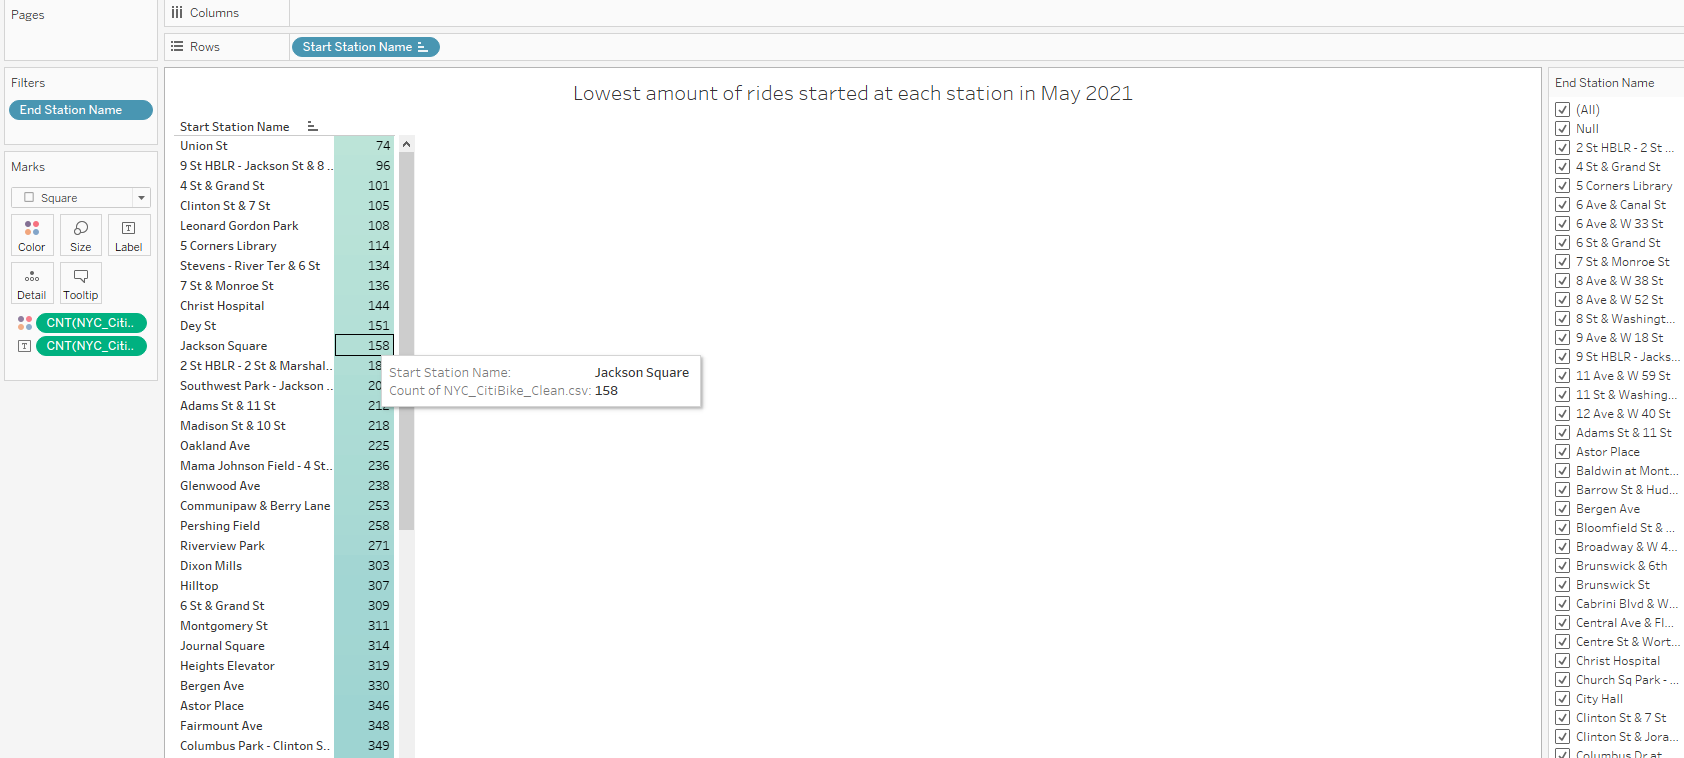 Pages
Columns
Rows
Start Station Name
Filters
End Station Name
Marks
Square
Color
Size
Label
Detail
Tooltip
CNT(NYC_Citi..
CNT(NYC_Citi..
Lowest amount of rides started at each station in May 2021
Start Station Name
Union St 74
9 St HBLR - Jackson St & 8 .. 96
4 St & Grand St 101
Clinton St & 7 St 105
Leonard Gordon Park 108
5 Corners Library 114
Stevens - River Ter & 6 St 134
7 St & Monroe St 136
Christ Hospital 144
Dey St 151
Jackson Square 158
2 St HBLR - 2 St & Marshal.. 18
Southwest Park - Jackson .. 20
Adams St & 11 St 212
Madison St & 10 St 218
Oakland Ave 225
Mama Johnson Field - 4 St.. 236
Glenwood Ave 238
Communipaw & Berry Lane 253
Pershing Field 258
Riverview Park 271
Dixon Mills 303
Hilltop 307
6 St & Grand St 309
Montgomery St 311
Journal Square 314
Heights Elevator 319
Bergen Ave 330
Astor Place 346
Fairmount Ave 348
Columbus Park - Clinton S.. 349
Start Station Name: Jackson Square
Count of NYC_CitiBike_Clean.csv: 158
End Station Name
(All)
Null
2 St HBLR - 2 St ...
4 St & Grand St
5 Corners Library
6 Ave & Canal St
6 Ave & W 33 St
6 St & Grand St
7 St & Monroe St
8 Ave & W 38 St
8 Ave & W 52 St
8 St & Washingt...
9 Ave & W 18 St
9 St HBLR - Jacks...
11 Ave & W 59 St
11 St & Washing...
12 Ave & W 40 St
Adams St & 11 St
Astor Place
Baldwin at Mont...
Barrow St & Hud...
Bergen Ave
Bloomfield St & ...
Broadway & W 4...
Brunswick & 6th
Brunswick St
Cabrini Blvd & W...
Central Ave & Fl...
Centre St & Wort...
Christ Hospital
Church Sq Park - ...
City Hall
Clinton St & 7 St
Clinton St & Jora...
Columbus Dr at